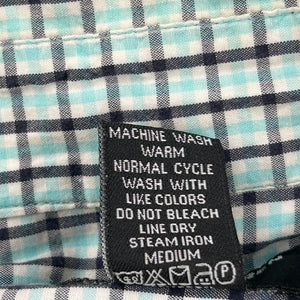 MACHINE WASH
WARM
NORMAL CYCLE
WASH WITH
LIKE COLORS
DO NOT BLEACH
LINE DRY
STEAM IRON
MEDIUM
P